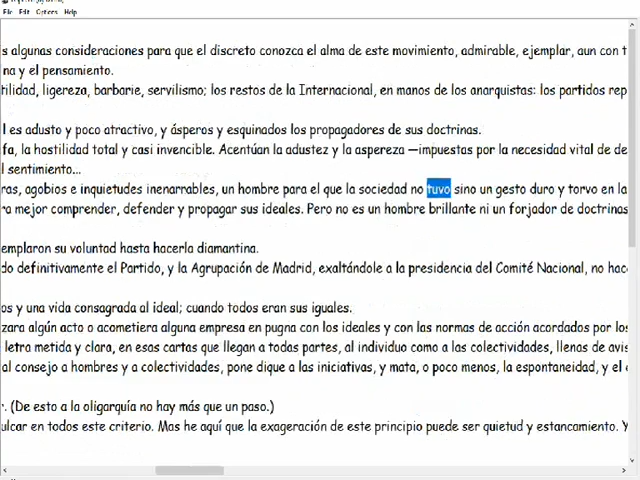 File Edit Options Help
s algunas consideraciones para que el discreto conozca el alma de este movimiento, admirable, ejemplar, aun con t
na y el pensamiento.
tilidad, ligereza, barbarie, servilismo; los restos de la Internacional, en manos de los anarquistas: los partidos rep
l es adusto y poco atractivo, y ásperos y esquinados los propagadores de sus doctrinas.
fa, la hostilidad total y casi invencible. Acentúan la adustez y la aspereza —impuestas por la necesidad vital de de
l sentimiento...
ras, agobios e inquietudes inenarrables, un hombre para el que la sociedad no tuvo sino un gesto duro y torvo en la
ra mejor comprender, defender y propagar sus ideales. Pero no es un hombre brillante ni un forjador de doctrinas
emplaron su voluntad hasta hacerla diamantina.
do definitivamente el Partido, y la Agrupación de Madrid, exaltándole a la presidencia del Comité Nacional, no hac
os y una vida consagrada al ideal; cuando todos eran sus iguales.
zara algún acto o acometiera alguna empresa en pugna con los ideales y con las normas de acción acordados por los
letra metida y clara, en esas cartas que llegan a todas partes, al individuo como a las colectividades, llenas de avis
al consejo a hombres y a colectividades, pone dique a las iniciativas, y mata, o poco menos, la espontaneidad, y el
. (De esto a la oligarquía no hay más que un paso.)
ulcar en todos este criterio. Mas he aquí que la exageración de este principio puede ser quietud y estancamiento. Y